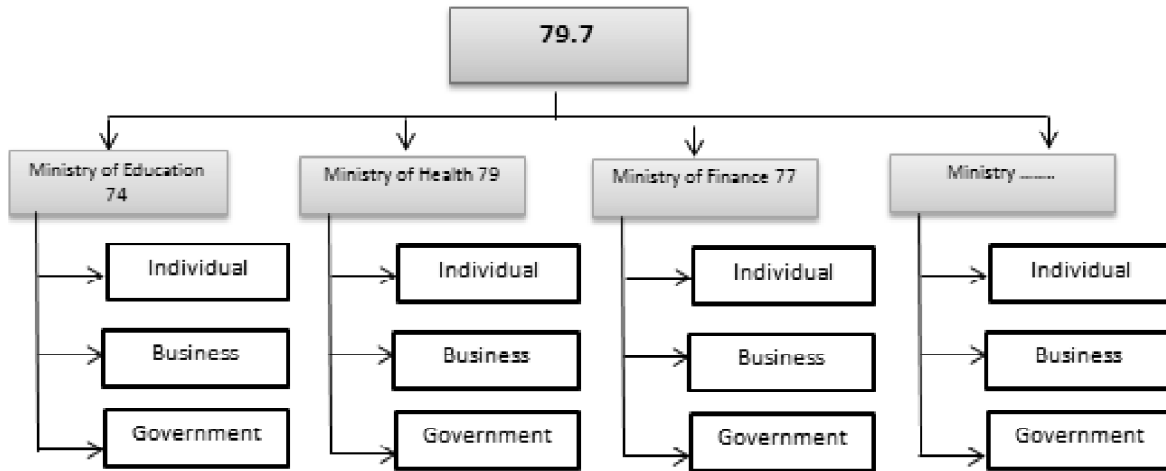 79.7
Ministry of Education
74
Ministry of Health 79
Ministry of Finance 77
Ministry ........
Individual
Individual
Individual
Individual
Business
Business
Business
Business
Government
Government
Government
Government